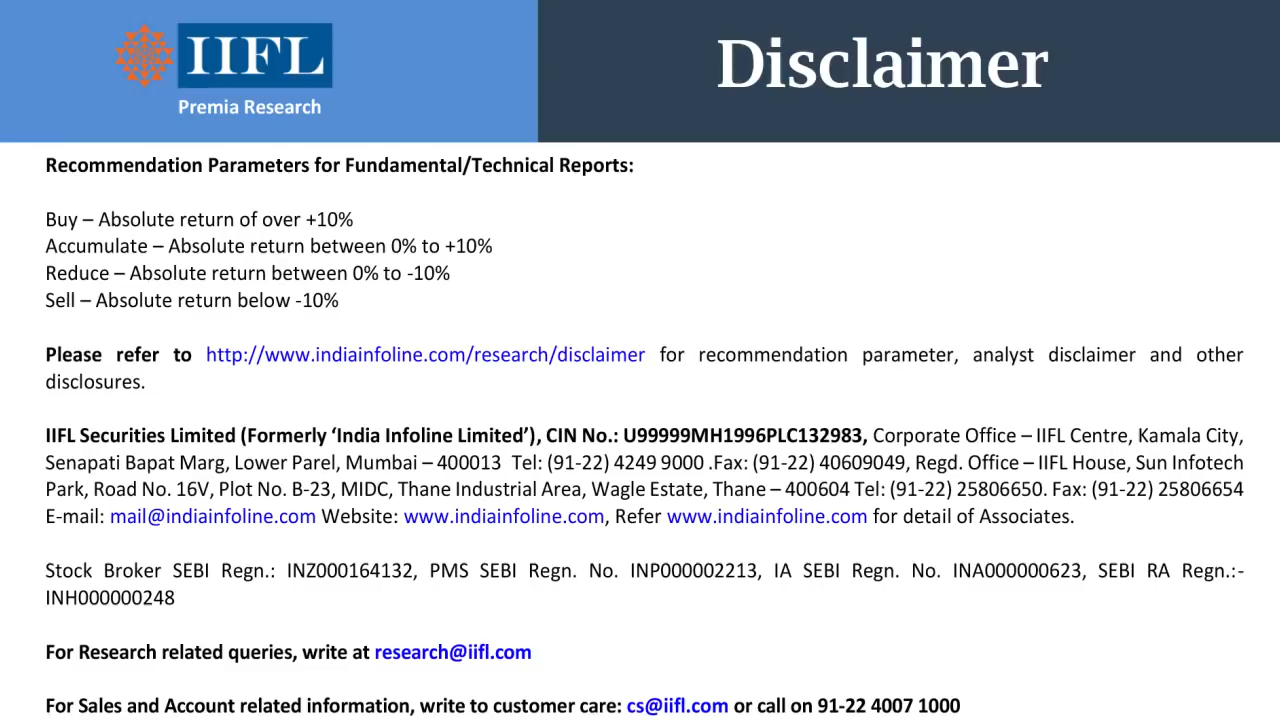 IIFL
Premia Research
Disclaimer
Recommendation Parameters for Fundamental/Technical Reports:
Buy – Absolute return of over +10%
Accumulate – Absolute return between 0% to +10%
Reduce – Absolute return between 0% to -10%
Sell – Absolute return below -10%
Please refer to http://www.indiainfoline.com/research/disclaimer for recommendation parameter, analyst disclaimer and other
disclosures.
IIFL Securities Limited (Formerly ‘India Infoline Limited’), CIN No.: U99999MH1996PLC132983, Corporate Office – IIFL Centre, Kamala City,
Senapati Bapat Marg, Lower Parel, Mumbai – 400013 Tel: (91-22) 4249 9000 .Fax: (91-22) 40609049, Regd. Office – IIFL House, Sun Infotech
Park, Road No. 16V, Plot No. B-23, MIDC, Thane Industrial Area, Wagle Estate, Thane – 400604 Tel: (91-22) 25806650. Fax: (91-22) 25806654
E-mail: mail@indiainfoline.com Website: www.indiainfoline.com, Refer www.indiainfoline.com for detail of Associates.
Stock Broker SEBI Regn.: INZ000164132, PMS SEBI Regn. No. INP000002213, IA SEBI Regn. No. INA000000623, SEBI RA Regn.:-
INH000000248
For Research related queries, write at research@iifl.com
For Sales and Account related information, write to customer care: cs@iifl.com or call on 91-22 4007 1000